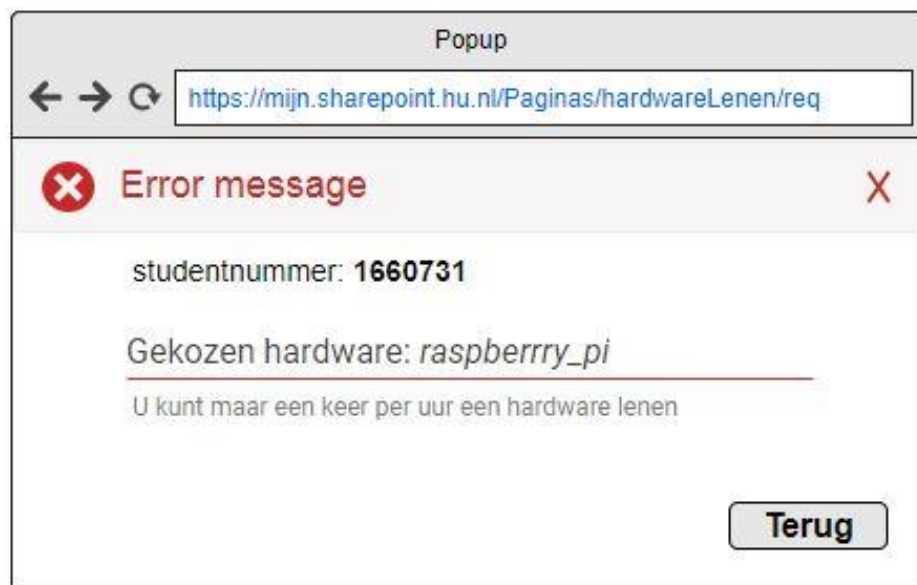 Popup
https://mijn.sharepoint.hu.nl/Paginas/hardwareLenen/req
Error message X
studentnummer: 1660731
Gekozen hardware: raspberrry_pi
U kunt maar een keer per uur een hardware lenen
Terug